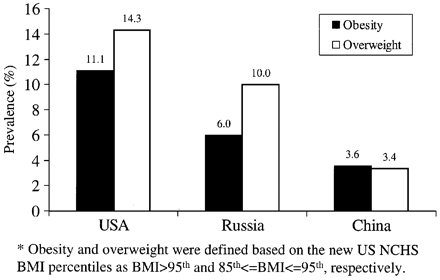 16
14
12
10
8
6
4
2
0
Prevalence (%)
Obesity
Overweight
11.1
14.3
6.0
10.0
3.6
3.4
USA
Russia
China
* Obesity and overweight were defined based on the new US NCHS
BMI percentiles as BMI>95th and 85th<=BMI<=95th, respectively.